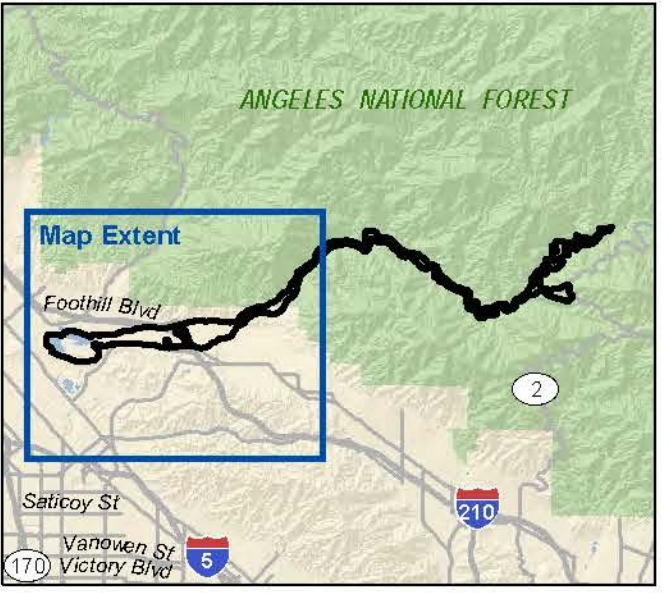 ANGELES NATIONAL FOREST
Map Extent
Foothill Blvd
2
Saticoy St
210
Vanowen St
5
170 Victory Blvd